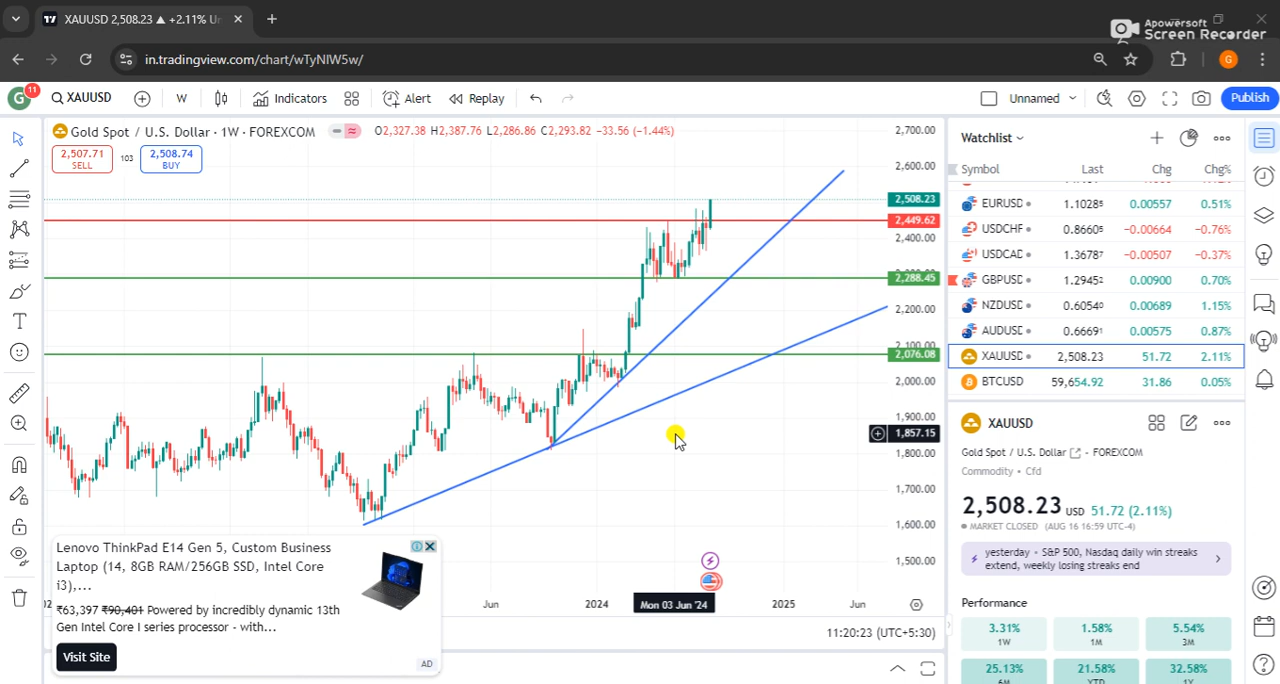 XAUUSD 2,508.23 ▲ +2.11% Un
Apowersoft
Screen Recorder
in.tradingview.com/chart/wTyNIW5w/
G
G
11
XAUUSD
W
Indicators
Alert
Replay
Unnamed
Publish
Gold Spot / U.S. Dollar · 1W · FOREXCOM
O2,327.38 H2,387.76 L2,286.86 C2,293.82 -33.56 (-1.44%)
2,507.71
SELL
103
2,508.74
BUY
2,700.00
2,600.00
2,508.23
2,449.62
2,400.00
2,288.45
2,200.00
2,100.00
2,076.08
2,000.00
1,900.00
1,857.15
1,800.00
1,700.00
1,600.00
1,500.00
Jun
2024
Mon 03 Jun '24
2025
Jun
11:20:23 (UTC+5:30)
Lenovo ThinkPad E14 Gen 5, Custom Business
Laptop (14, 8GB RAM/256GB SSD, Intel Core
i3),...
₹63,397 ₹90,401 Powered by incredibly dynamic 13th
Gen Intel Core I series processor - with...
Visit Site
AD
Watchlist
Symbol Last Chg Chg%
EURUSD 1.10285 0.00557 0.51%
USDCHF 0.86605 -0.00664 -0.76%
USDCAD 1.36787 -0.00507 -0.37%
GBPUSD 1.29452 0.00900 0.70%
NZDUSD 0.60540 0.00689 1.15%
AUDUSD 0.66691 0.00575 0.87%
XAUUSD 2,508.23 51.72 2.11%
BTCUSD 59,654.92 31.86 0.05%
XAUUSD
Gold Spot / U.S. Dollar · FOREXCOM
Commodity • Cfd
2,508.23 USD 51.72 (2.11%)
MARKET CLOSED (AUG 16 16:59 UTC-4)
yesterday • S&P 500, Nasdaq daily win streaks
extend, weekly losing streaks end
Performance
3.31% 1.58% 5.54%
1W 1M 3M
25.13% 21.58% 32.58%
6M YTD 1Y